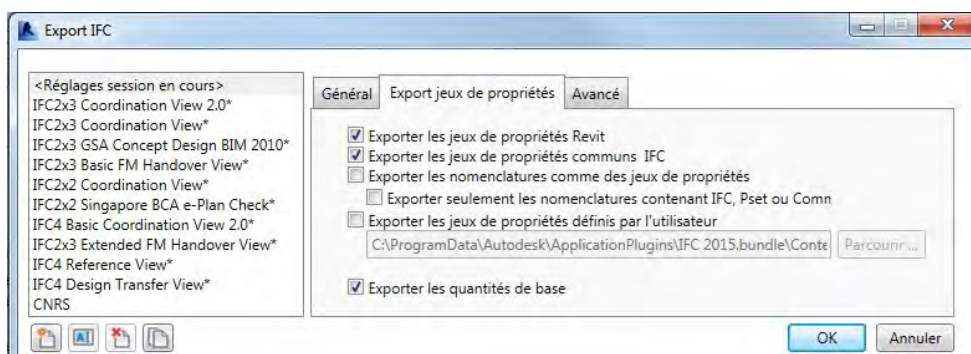 Export IFC
<Réglages session en cours>
IFC2x3 Coordination View 2.0*
IFC2x3 Coordination View*
IFC2x3 GSA Concept Design BIM 2010*
IFC2x3 Basic FM Handover View*
IFC2x2 Coordination View*
IFC2x2 Singapore BCA e-Plan Check*
IFC4 Basic Coordination View 2.0*
IFC2x3 Extended FM Handover View*
IFC4 Reference View*
IFC4 Design Transfer View*
CNRS
Général Export jeux de propriétés Avancé
Exporter les jeux de propriétés Revit
Exporter les jeux de propriétés communs IFC
Exporter les nomenclatures comme des jeux de propriétés
Exporter seulement les nomenclatures contenant IFC, Pset ou Comn
Exporter les jeux de propriétés définis par l'utilisateur
C:\ProgramData\Autodesk\ApplicationPlugins\IFC 2015.bundle\Conte Parcourir ...
Exporter les quantités de base
OK Annuler